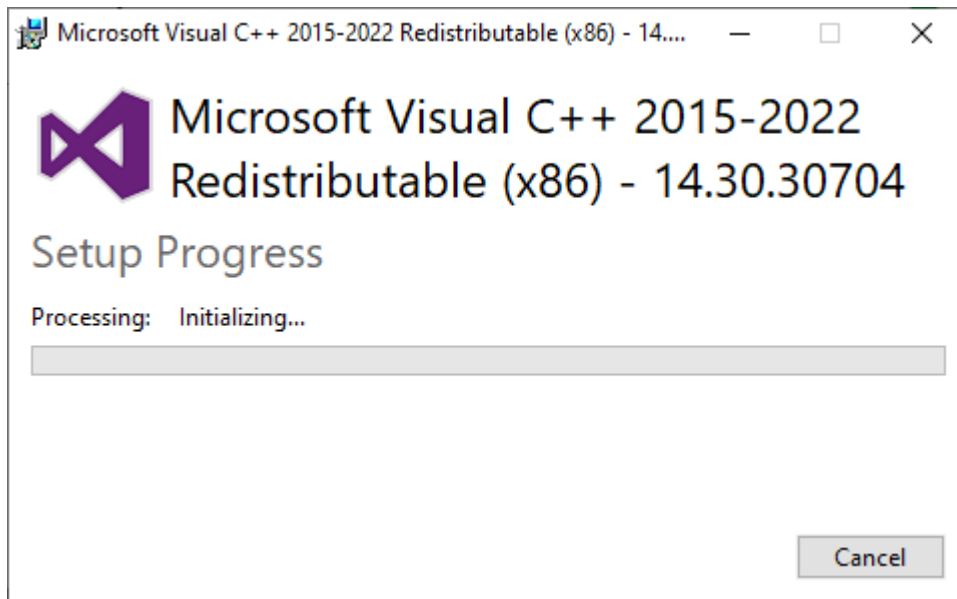 Microsoft Visual C++ 2015-2022 Redistributable (x86) - 14....
Microsoft Visual C++ 2015-2022
Redistributable (x86) - 14.30.30704
Setup Progress
Processing: Initializing...
Cancel